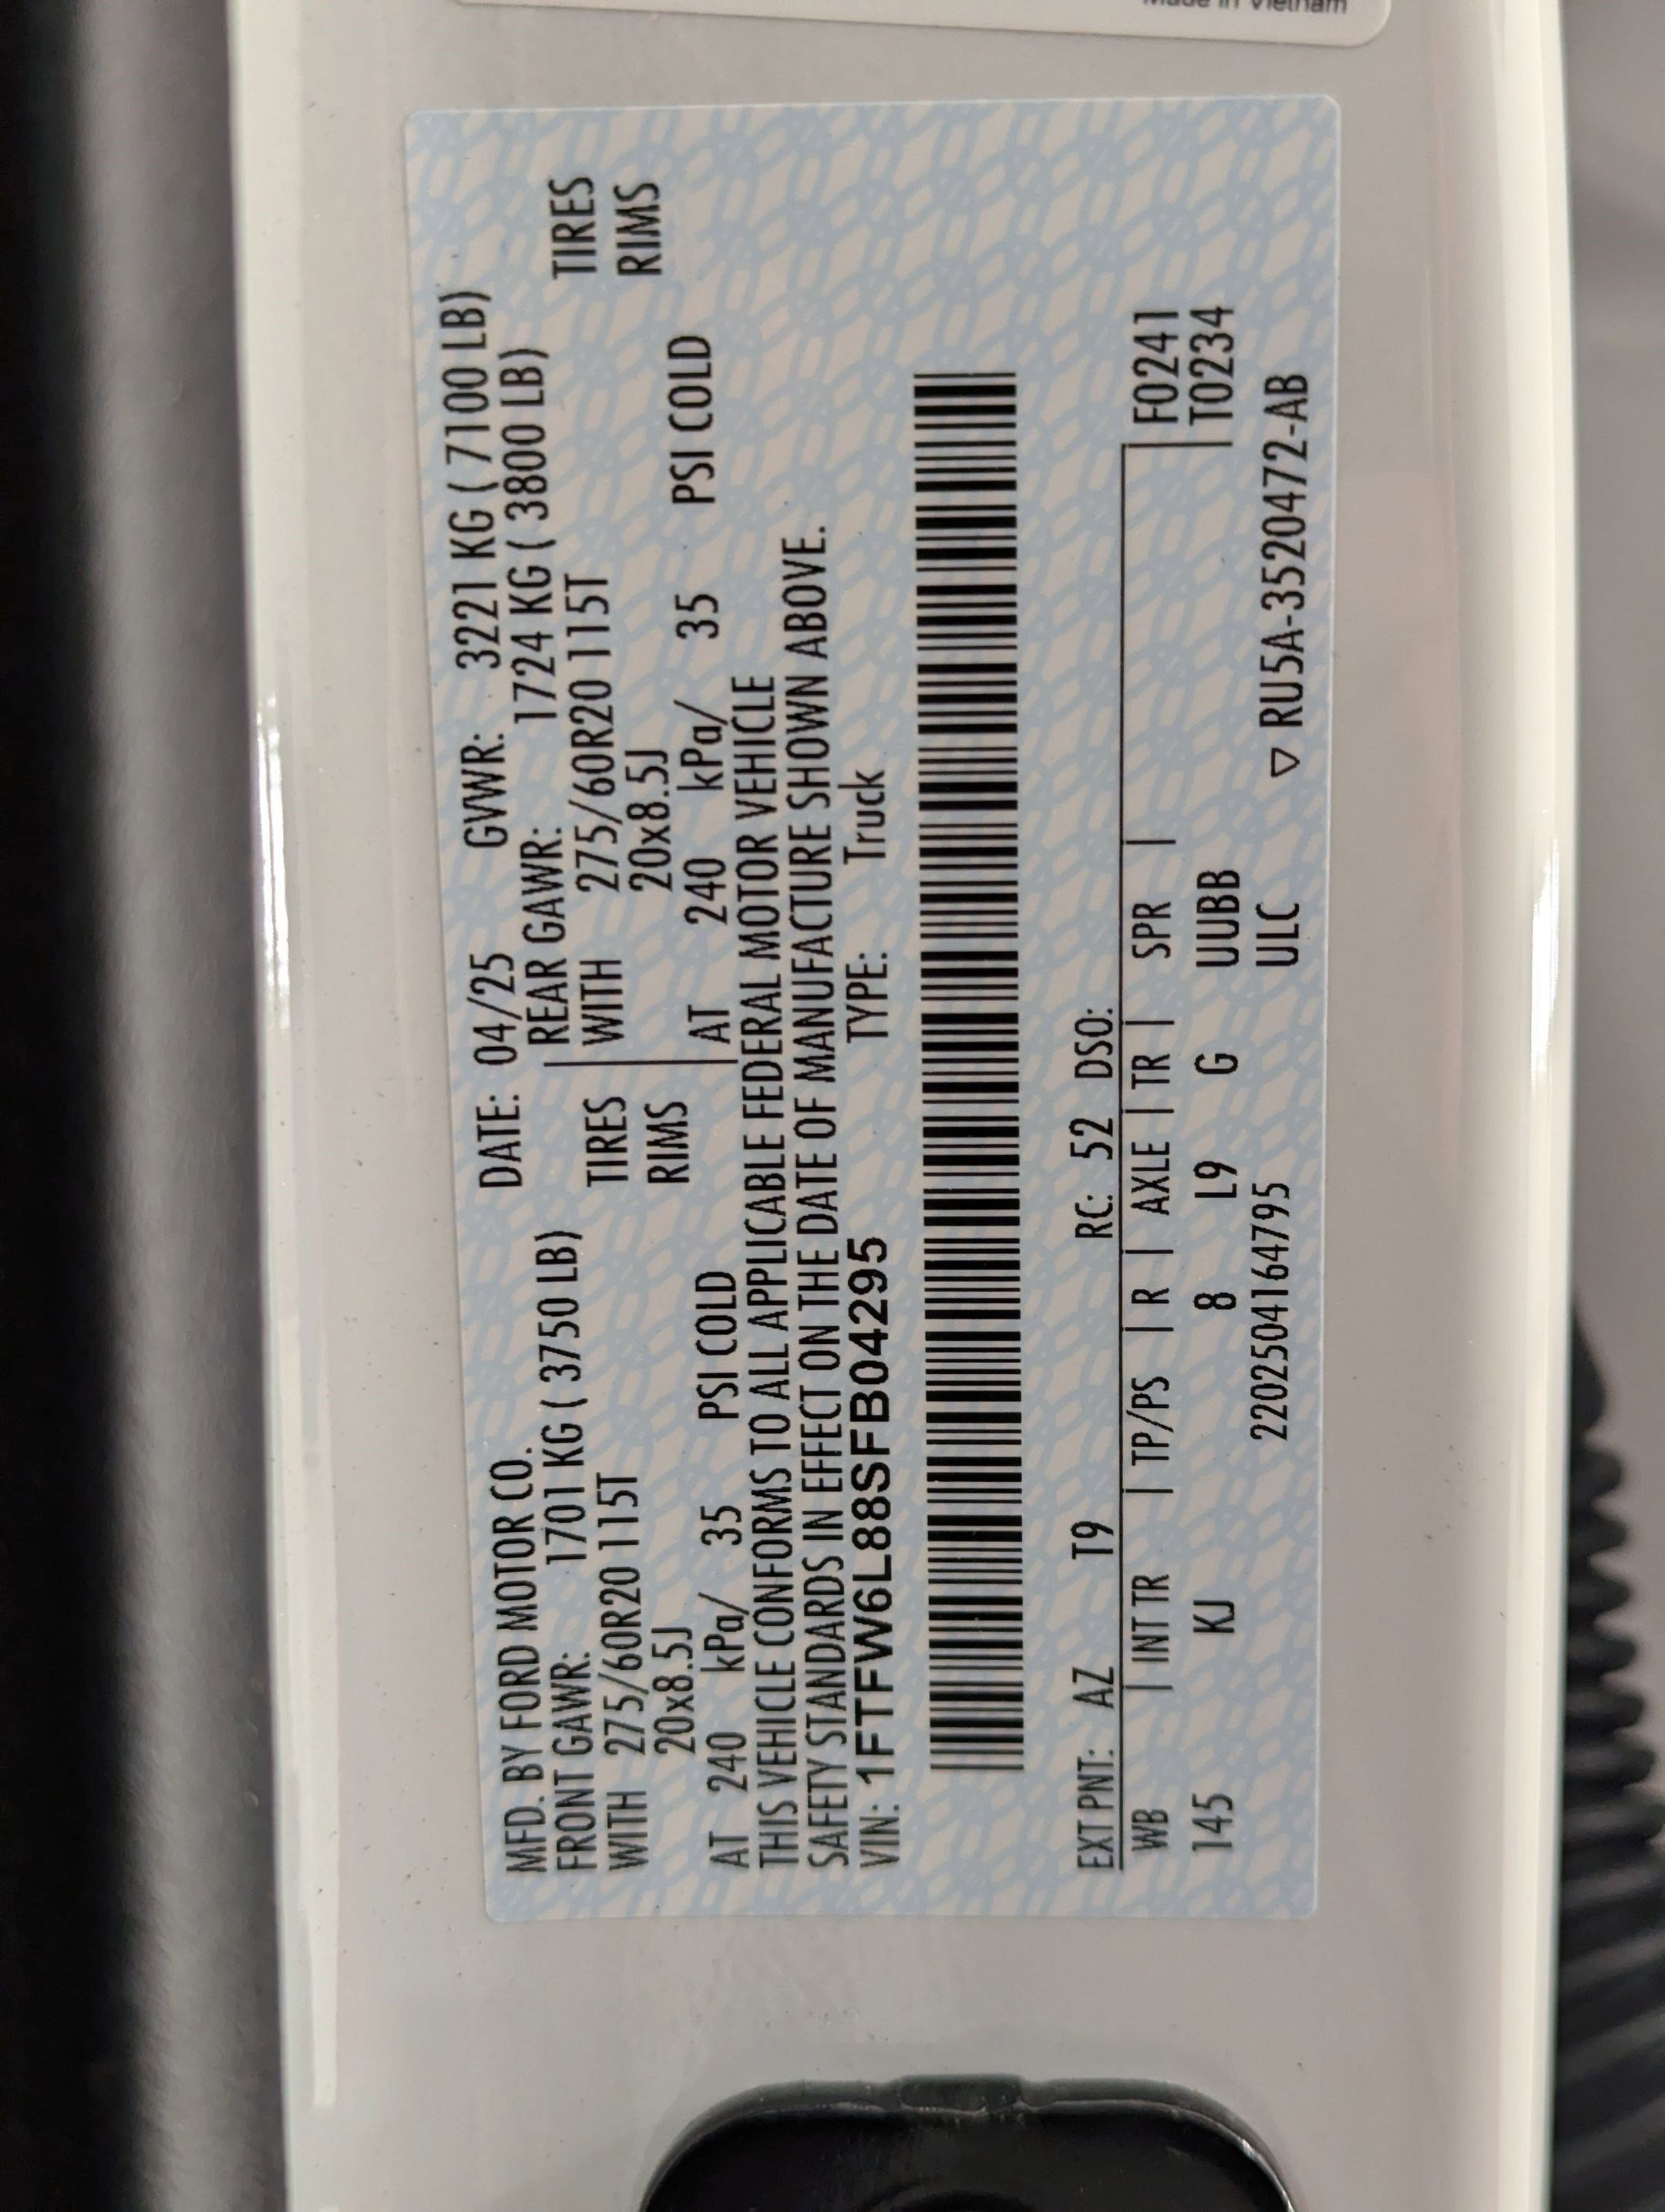 Made in Vietnam
MFD. BY FORD MOTOR CO. DATE: 04/25 GVWR: 3221 KG ( 7100 LB)
FRONT GAWR: 1701 KG ( 3750 LB) REAR GAWR: 1724 KG ( 3800 LB)
WITH 275/60R20 115T TIRES WITH 275/60R20 115T TIRES
20x8.5J RIMS 20x8.5J RIMS
AT 240 kPa/ 35 PSI COLD AT 240 kPa/ 35 PSI COLD
THIS VEHICLE CONFORMS TO ALL APPLICABLE FEDERAL MOTOR VEHICLE
SAFETY STANDARDS IN EFFECT ON THE DATE OF MANUFACTURE SHOWN ABOVE.
VIN: 1FTFW6L88SFB04295 TYPE: Truck
EXT PNT: AZ T9 RC: 52 DSO:
WB | INT TR | TP/PS | R | AXLE | TR | SPR | F0241
145 KJ 8 L9 G UUBB T0234
2202504164795 ULC ▽ RU5A-3520472-AB